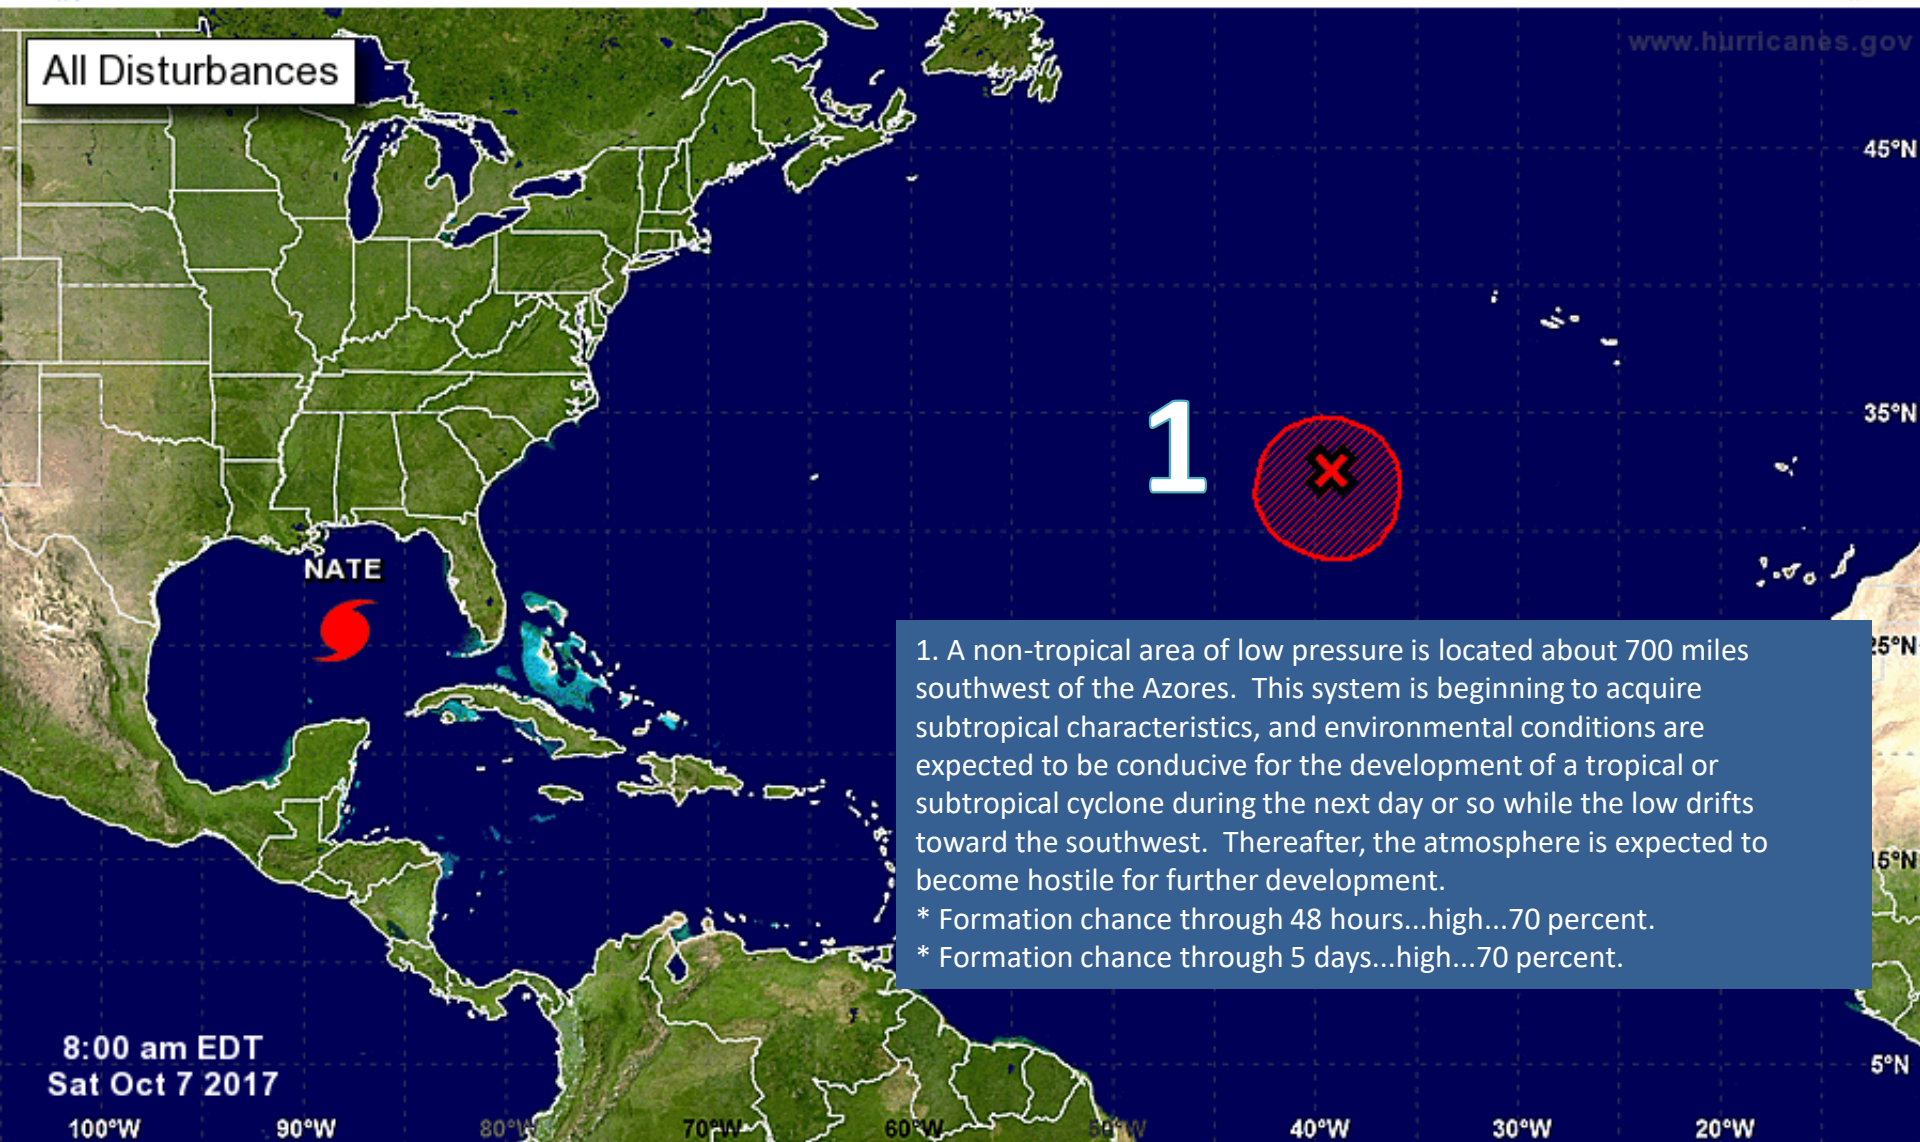 All Disturbances
www.hurricanes.gov
45°N
35°N
1
NATE
1. A non-tropical area of low pressure is located about 700 miles
southwest of the Azores.  This system is beginning to acquire
subtropical characteristics, and environmental conditions are
expected to be conducive for the development of a tropical or
subtropical cyclone during the next day or so while the low drifts
toward the southwest.  Thereafter, the atmosphere is expected to
become hostile for further development.
* Formation chance through 48 hours...high...70 percent.
* Formation chance through 5 days...high...70 percent.
25°N
15°N
8:00 am EDT
Sat Oct 7 2017
5°N
100°W 90°W 80°W 70°W 60°W 50°W 40°W 30°W 20°W